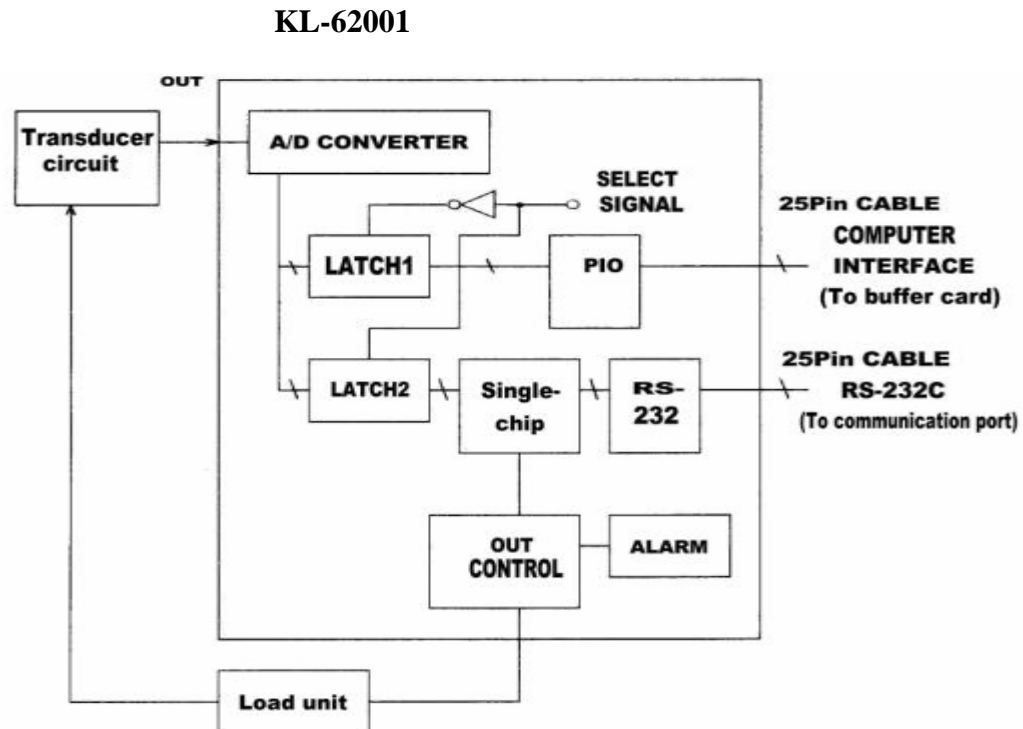 KL-62001
OUT
Transducer
circuit
A/D CONVERTER
SELECT
SIGNAL
25Pin CABLE
COMPUTER
INTERFACE
(To buffer card)
LATCH1
PIO
25Pin CABLE
RS-232C
(To communication port)
LATCH2
Single-
chip
RS-
232
OUT
CONTROL
ALARM
Load unit